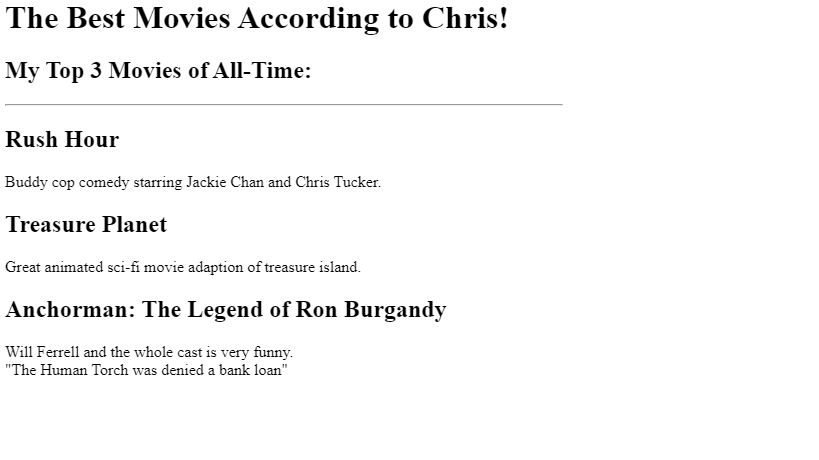 The Best Movies According to Chris!
My Top 3 Movies of All-Time:
Rush Hour
Buddy cop comedy starring Jackie Chan and Chris Tucker.
Treasure Planet
Great animated sci-fi movie adaption of treasure island.
Anchorman: The Legend of Ron Burgandy
Will Ferrell and the whole cast is very funny.
"The Human Torch was denied a bank loan"